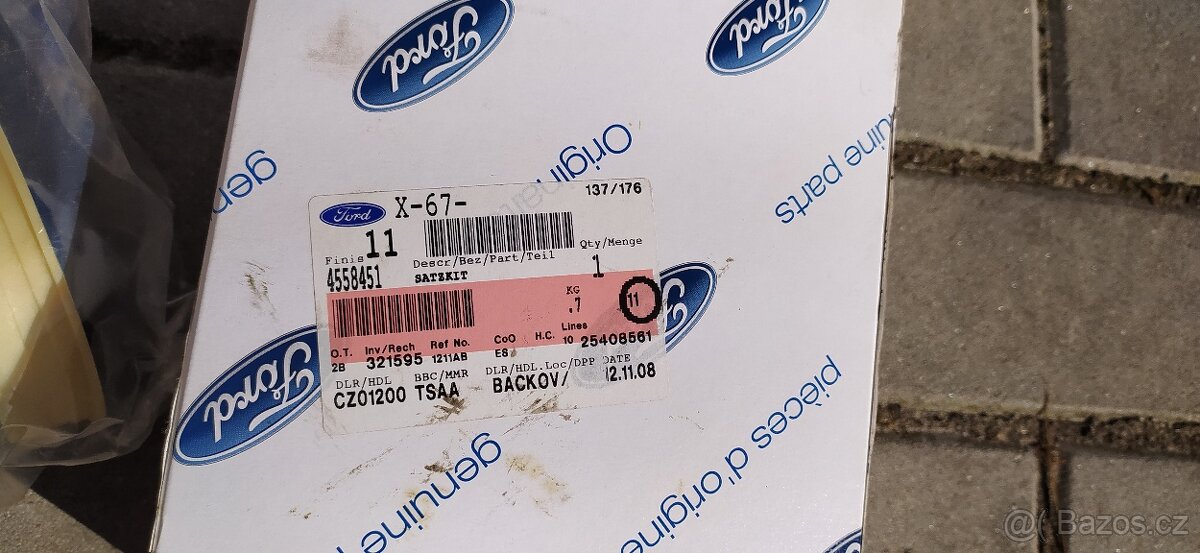 Ford
Ford
genuine
Origin
uine parts
137/176
Ford
X-67-
11
Finis
4558451
Descr/Bez/Part/Teil
SATZKIT
Qty/Menge
1
KG
.7
11
O.T. Inv/Rech Ref No. CoO H.C. Lines
2B 321595 1211AB E8 10 25408561
DLR/HDL BBC/MMR DLR/HDL.Loc/DPP DATE
CZ01200 TSAA BACKOV/ 12.11.08
Ford
genuine
pièces d'origine
Bazos.cz